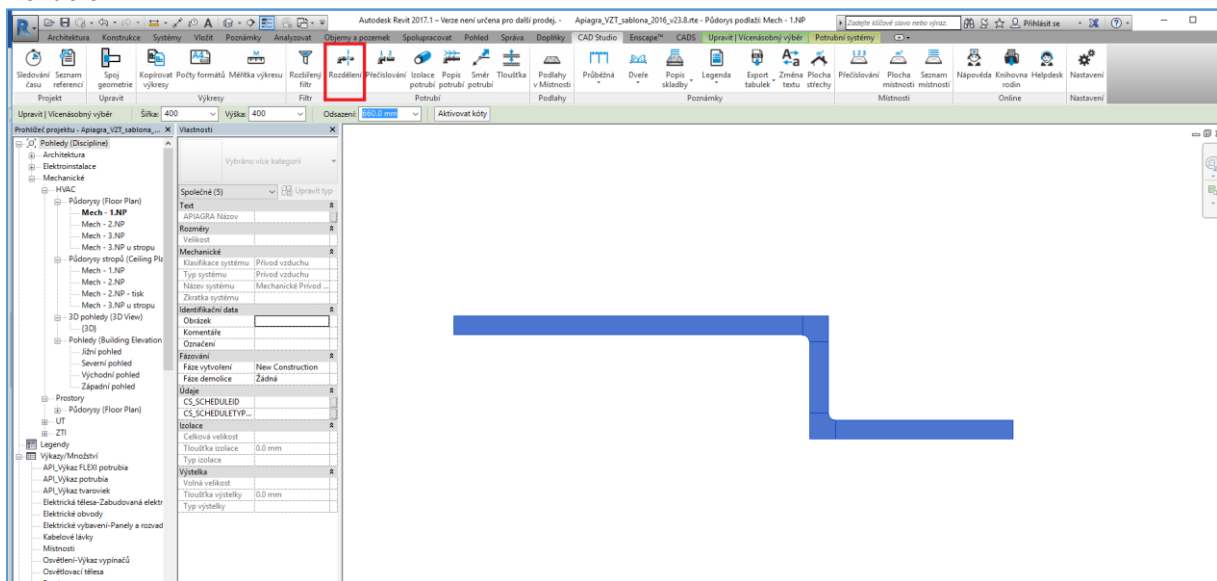 Autodesk Revit 2017.1 - Verze není určena pro další prodej. - Apiagra_VZT_sablona_2016_v23.8.rte - Půdorys podlaží: Mech - 1.NP
Zadejte klíčové slovo nebo výraz.
Přihlásit se
Architektura Konstrukce Systémy Vložit Poznámky Analyzovat Objemy a pozemek Spolupracovat Pohled Správa Doplňky CAD Studio Enscape™ CADS Upravit | Vícenásobný výběr Potrubní systémy
Sledování Seznam Spoj Kopírovat Počty formátů Měřítka výkresu Rozšířený Rozdělení Přečíslování Izolace Popis Směr Tloušťka Podlahy Průběžná Dveře Popis Legenda Export Změna Plocha Přečíslování Plocha Seznam Nápověda Knihovna Helpdesk Nastavení
času referencí geometrie výkresy filtr potrubí potrubí potrubí v Místnosti skladby tabulek textu střechy místností místností rodin
Projekt Upravit Výkresy Filtr Potrubí Podlahy Poznámky Místnosti Online Nastavení
Upravit | Vícenásobný výběr Šířka: 400 Výška: 400 Odsazení: 660.0 mm Aktivovat kóty
Prohlížeč projektu - Apiagra_VZT_sablona_...
Pohledy (Discipline)
Architektura
Elektroinstalace
Mechanické
HVAC
Půdorysy (Floor Plan)
Mech - 1.NP
Mech - 2.NP
Mech - 3.NP
Mech - 3.NP u stropu
Půdorysy stropů (Ceiling Pla
Mech - 1.NP
Mech - 2.NP
Mech - 2.NP - tisk
Mech - 3.NP u stropu
3D pohledy (3D View)
{3D}
Pohledy (Building Elevation
Jižní pohled
Severní pohled
Východní pohled
Západní pohled
Prostory
Půdorysy (Floor Plan)
UT
ZTI
Legendy
Výkazy/Množství
API_Výkaz FLEXI potrubia
API_Výkaz potrubia
API_Výkaz tvaroviek
Elektrická tělesa-Zabudovaná elektr
Elektrické obvody
Elektrické vybavení-Panely a rozvad
Kabelové lávky
Místnosti
Osvětlení-Výkaz vypínačů
Osvětlovací tělesa
Vlastnosti
Vybráno více kategorií
Společné (5) Upravit typ
Text
APIAGRA Názov
Rozměry
Velikost
Mechanické
Klasifikace systému Přívod vzduchu
Typ systému Prívod vzduchu
Název systému Mechanické Prívod ...
Zkratka systému
Identifikační data
Obrázek
Komentáře
Označení
Fázování
Fáze vytvoření New Construction
Fáze demolice Žádná
Údaje
CS_SCHEDULEID
CS_SCHEDULETYP...
Izolace
Celková velikost
Tloušťka izolace 0.0 mm
Typ izolace
Výstelka
Volná velikost
Tloušťka výstelky 0.0 mm
Typ výstelky